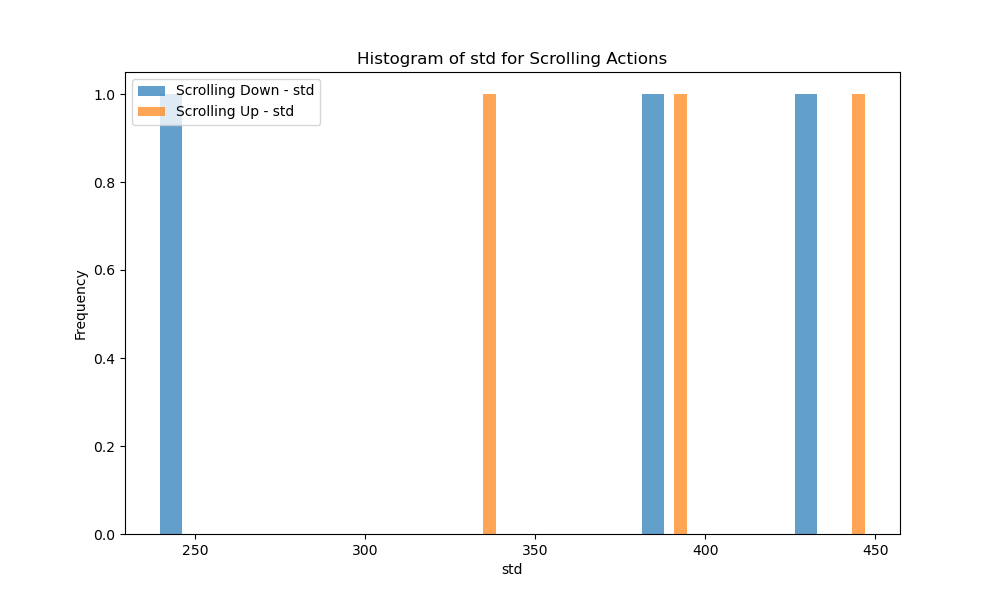 Histogram of std for Scrolling Actions
Scrolling Down - std
Scrolling Up - std
Frequency
1.0
0.8
0.6
0.4
0.2
0.0
250 300 350 400 450
std